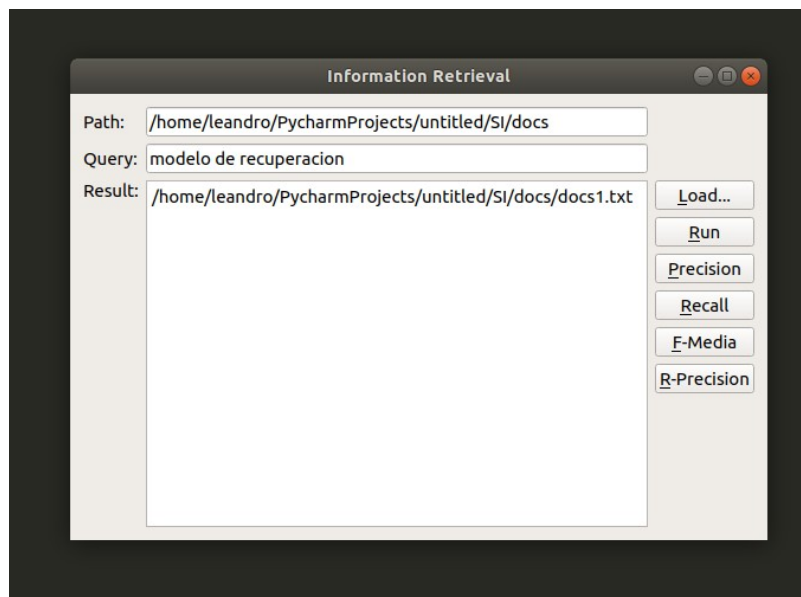 Information Retrieval
Path: /home/leandro/PycharmProjects/untitled/SI/docs
Query: modelo de recuperacion
Result: /home/leandro/PycharmProjects/untitled/SI/docs/docs1.txt
Load...
Run
Precision
Recall
F-Media
R-Precision